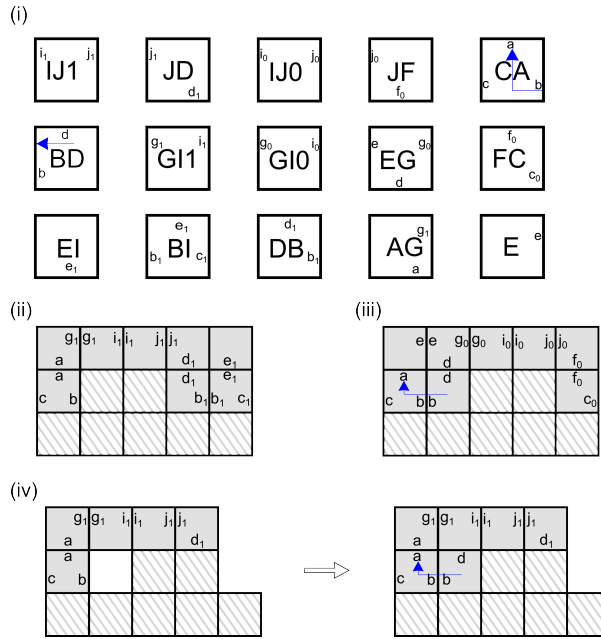 (i)
i₁ IJ1 j₁ j₁ JD d₁ i₀ IJ0 j₀ j₀ JF f₀ a c CA b
d BD b g₁ GI1 i₁ g₀ GI0 i₀ e EG g₀ d f₀ FC c₀
EI e₁ e₁ b₁ BI c₁ d₁ DB b₁ g₁ AG a e E
(ii) (iii)
g₁ g₁ i₁ i₁ j₁ j₁ e e g₀ g₀ i₀ i₀ j₀ j₀
a d₁ e₁ d f₀
a d₁ e₁ a d f₀
c b b₁ b₁ c₁ c b b c₀
(iv)
g₁ g₁ i₁ i₁ j₁ j₁ g₁ g₁ i₁ i₁ j₁ j₁
a d₁ a d₁
a a d
c b c b b